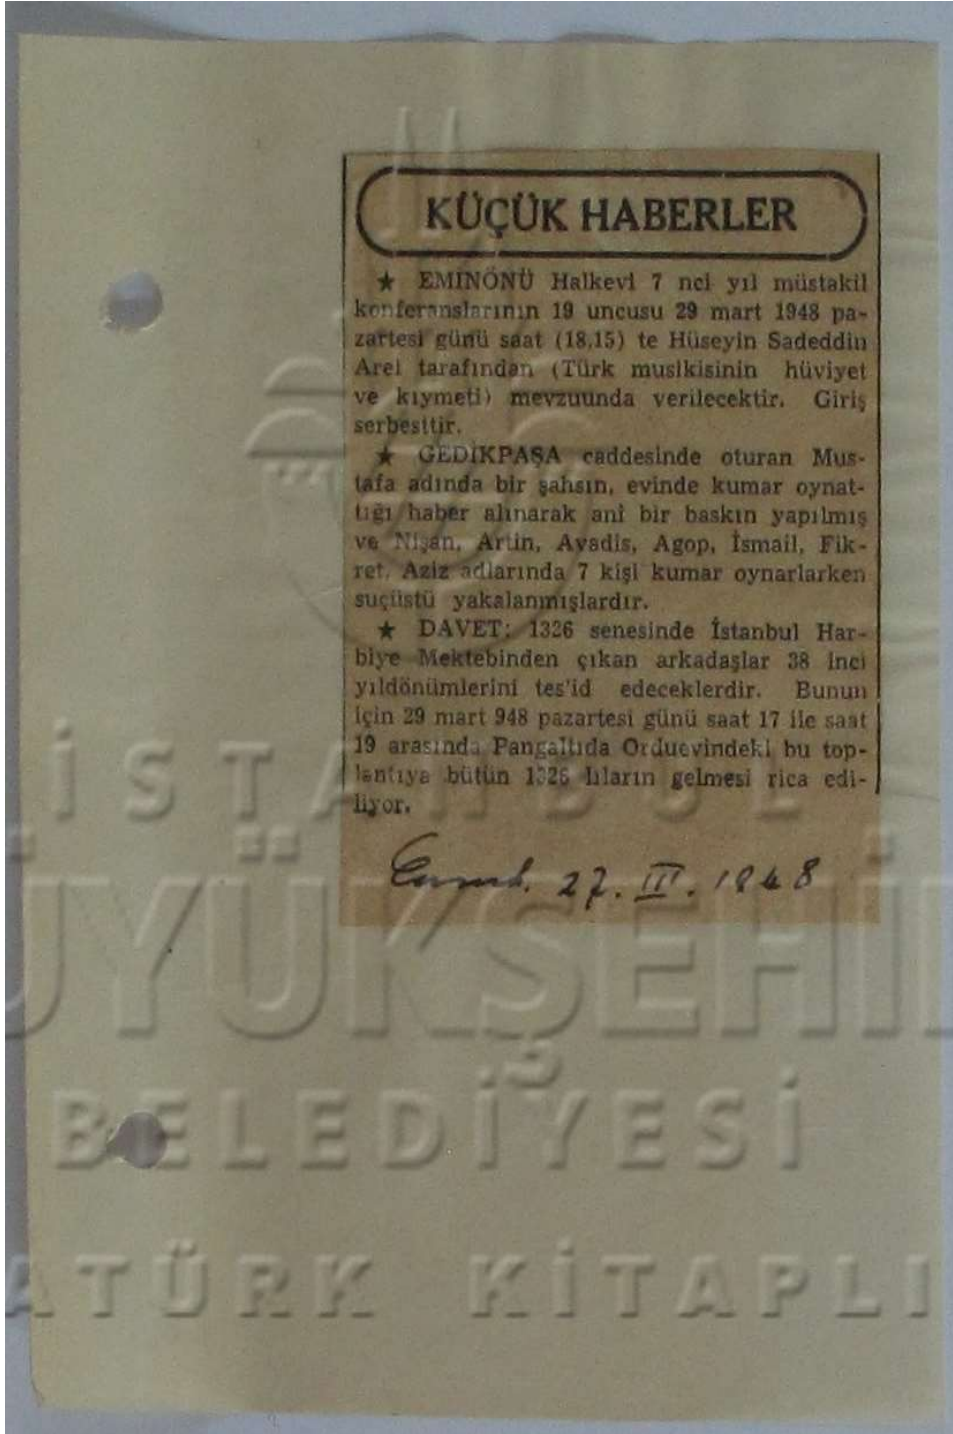 KÜÇÜK HABERLER
★ EMİNÖNÜ Halkevi 7 nci yıl müstakil
konferanslarının 19 uncusu 29 mart 1948 pa-
zartesi günü saat (18,15) te Hüseyin Sadeddin
Arel tarafından (Türk musikisinin hüviyet
ve kıymeti) mevzuunda verilecektir. Giriş
serbesttir.
★ GEDİKPAŞA caddesinde oturan Mus-
tafa adında bir şahsın, evinde kumar oynat-
tığı haber alınarak anî bir baskın yapılmış
ve Nişan, Artin, Avadis, Agop, İsmail, Fik-
ret, Aziz adlarında 7 kişi kumar oynarlarken
suçüstü yakalanmışlardır.
★ DAVET: 1326 senesinde İstanbul Har-
biye Mektebinden çıkan arkadaşlar 38 inci
yıldönümlerini tes'id edeceklerdir. Bunun
için 29 mart 948 pazartesi günü saat 17 ile saat
19 arasında Pangaltıda Orduevindeki bu top-
lantıya bütün 1326 lıların gelmesi rica edi-
liyor.
27. III. 1948
İSTANBUL
ÜYÜKŞEHİR
BELEDİYESİ
ATÜRK KİTAPLI